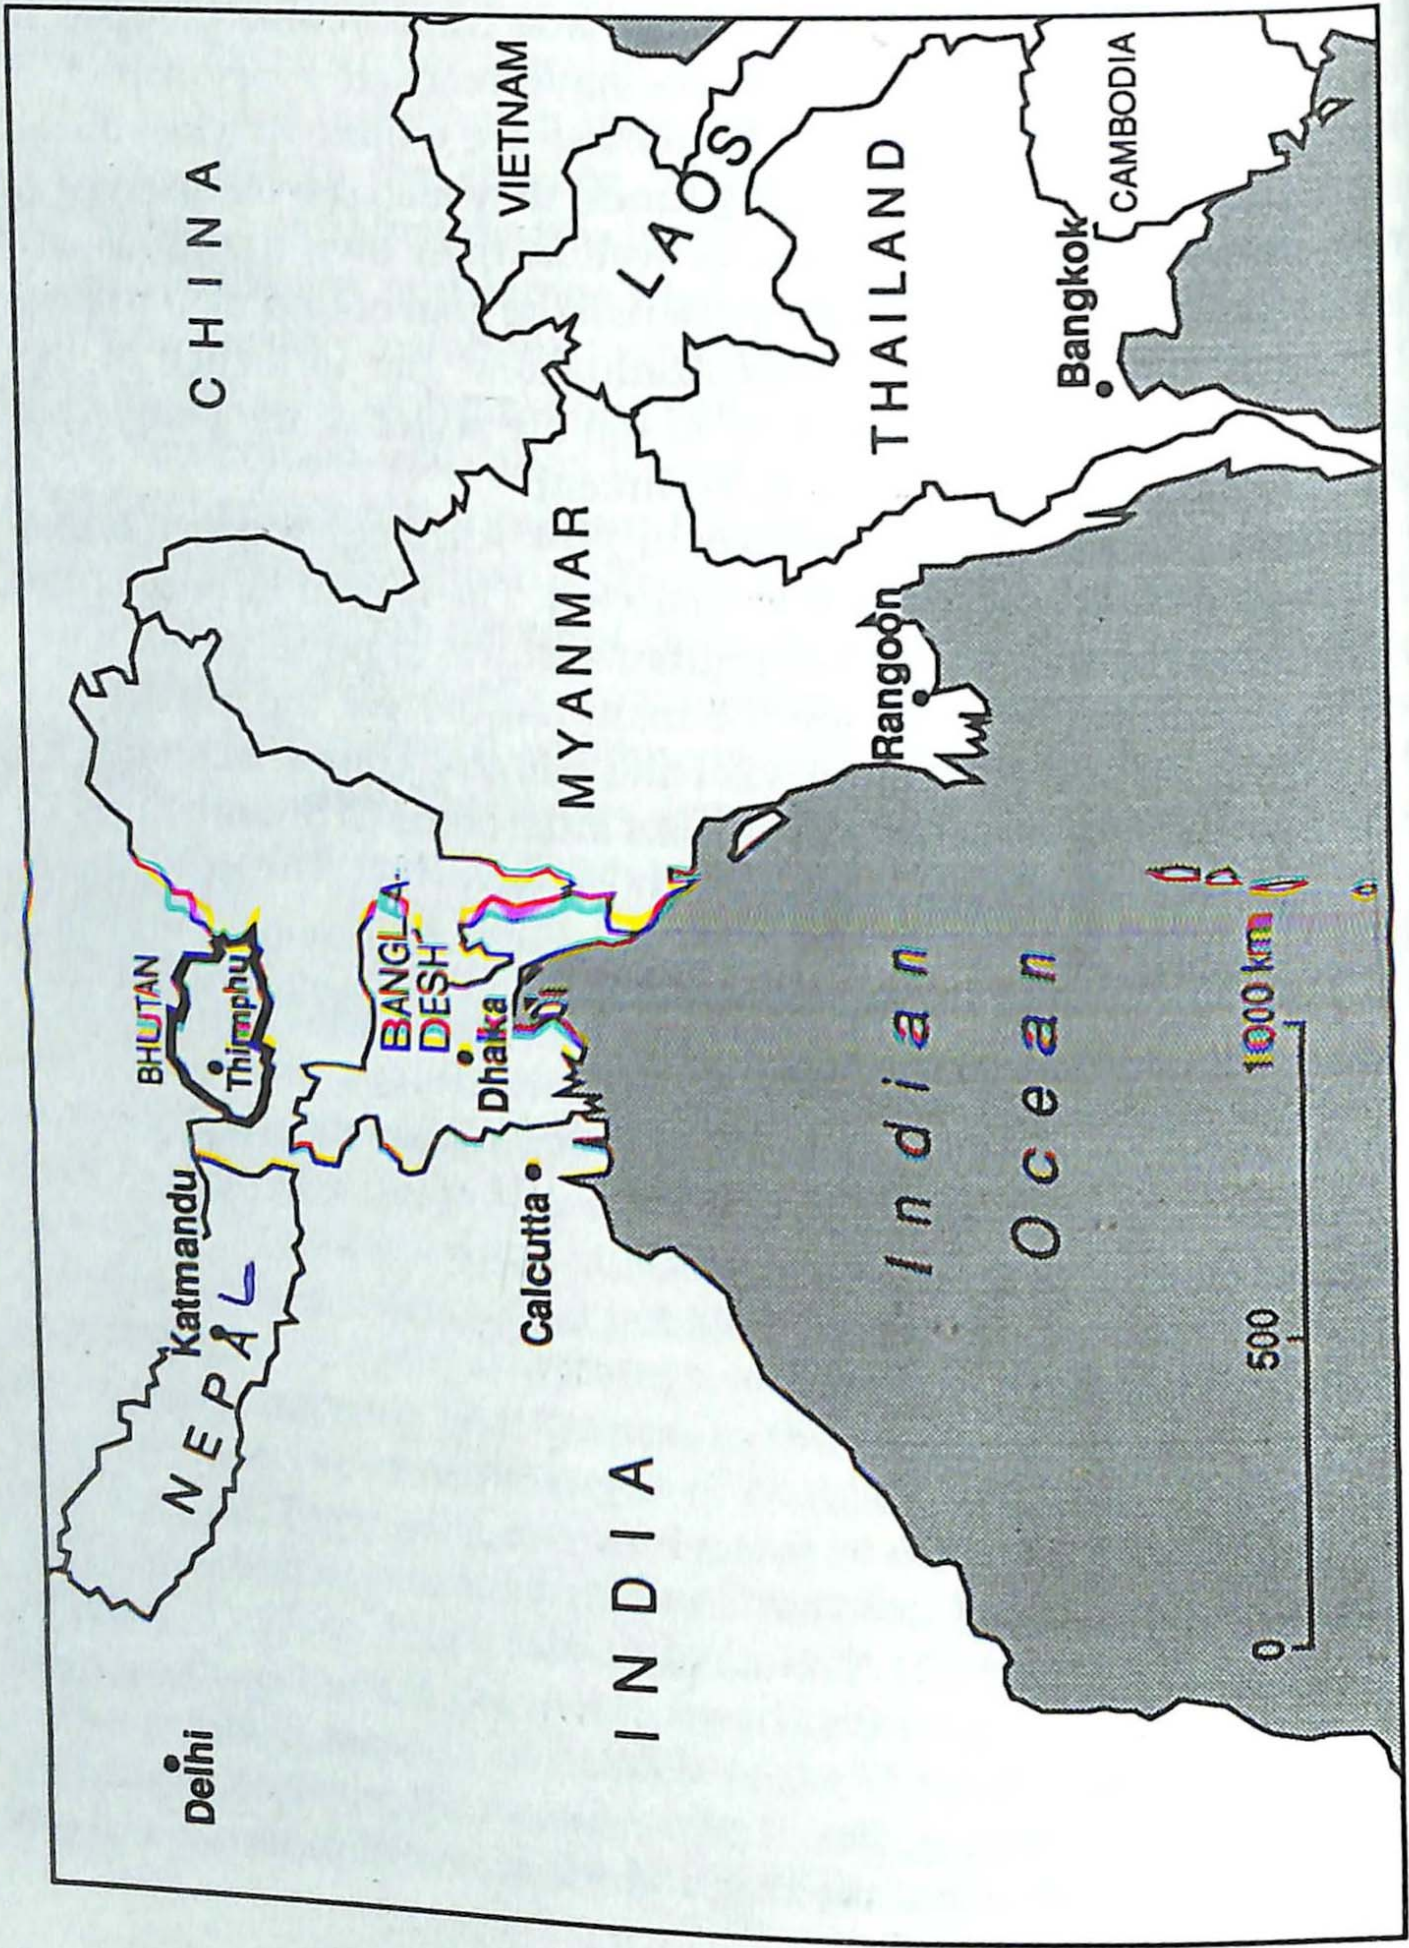 CHINA
BHUTAN
Thimphu
Katmandu
NEPAL
Delhi
VIETNAM
BANGLA-
DESH
Dhaka
Calcutta
MYANMAR
LAOS
INDIA
THAILAND
Rangoon
CAMBODIA
Bangkok
Indian
Ocean
0 500 1000 km